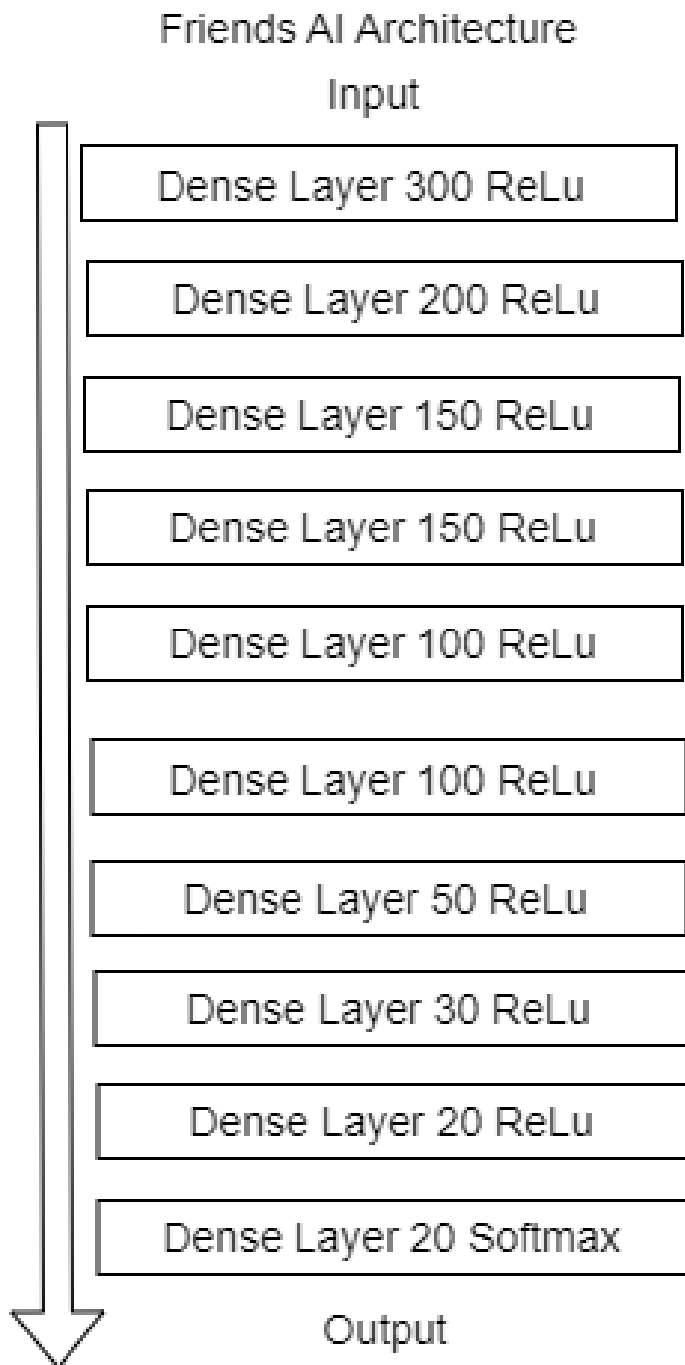 Friends AI Architecture
Input
Dense Layer 300 ReLu
Dense Layer 200 ReLu
Dense Layer 150 ReLu
Dense Layer 150 ReLu
Dense Layer 100 ReLu
Dense Layer 100 ReLu
Dense Layer 50 ReLu
Dense Layer 30 ReLu
Dense Layer 20 ReLu
Dense Layer 20 Softmax
Output